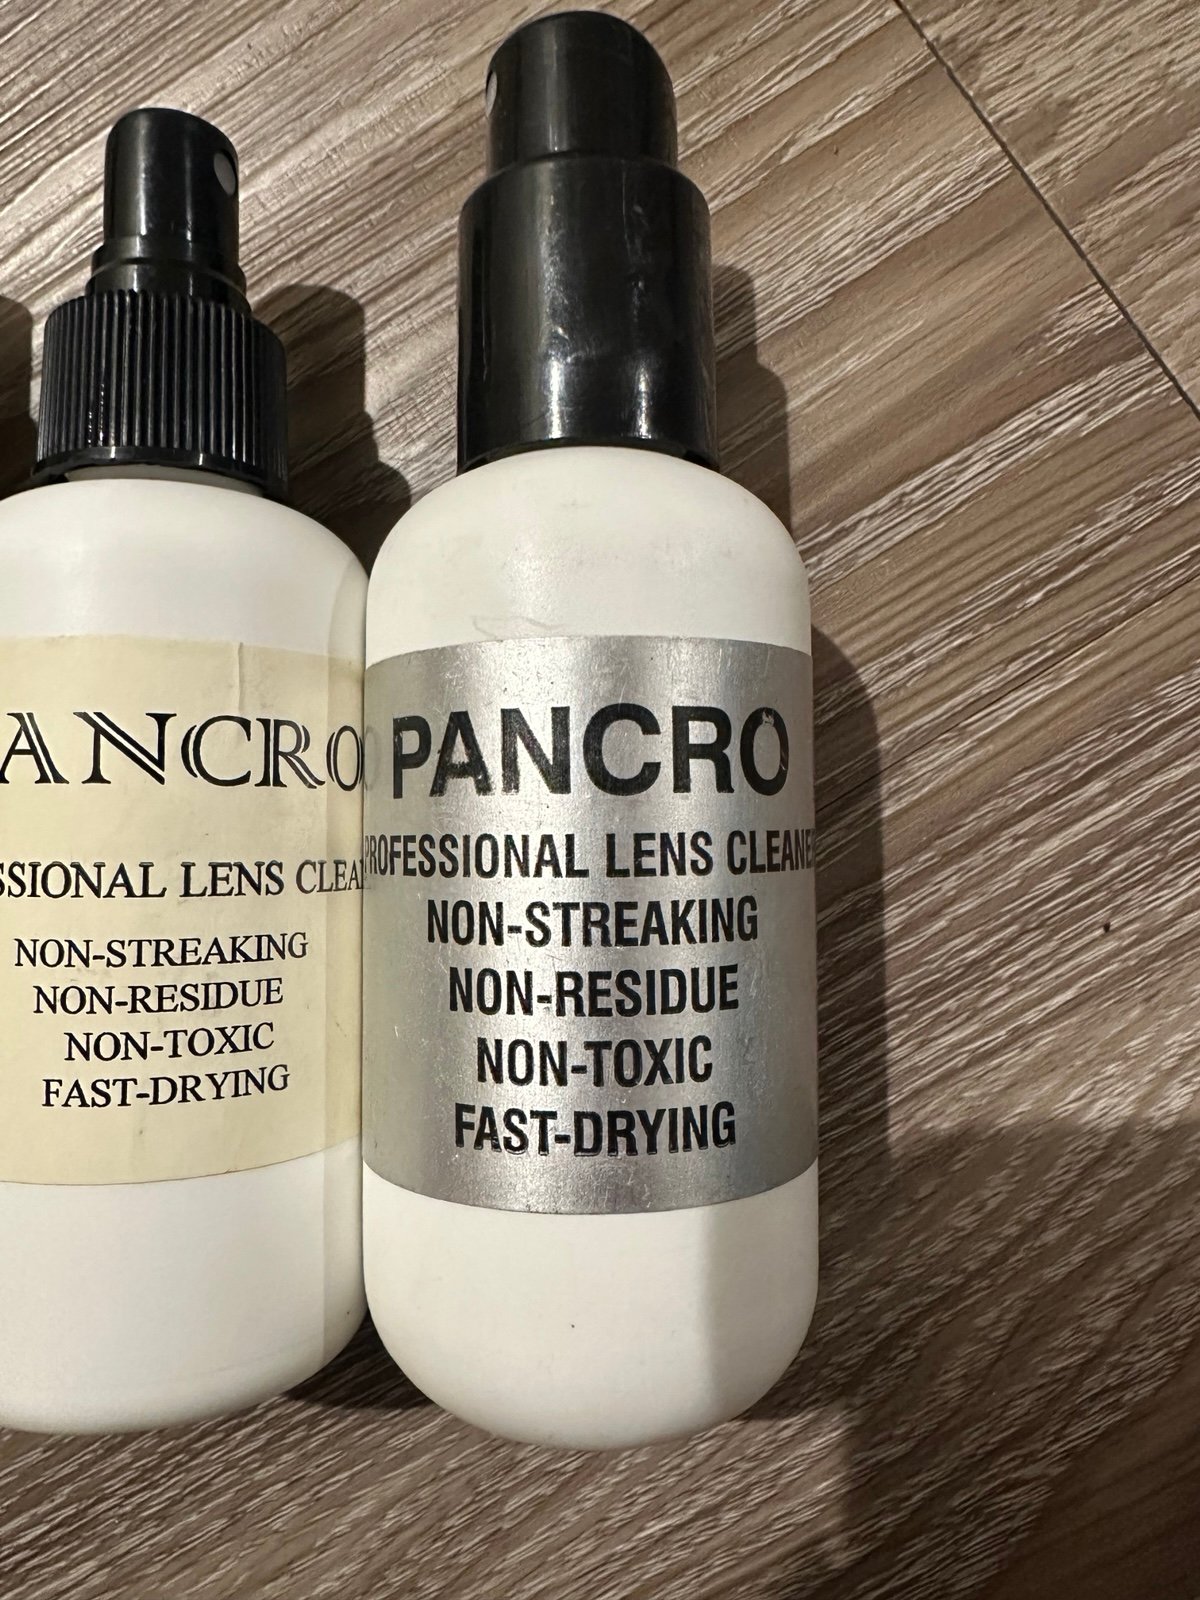 ANCRO
SSIONAL LENS CLEA
NON-STREAKING
NON-RESIDUE
NON-TOXIC
FAST-DRYING
PANCRO
PROFESSIONAL LENS CLEANE
NON-STREAKING
NON-RESIDUE
NON-TOXIC
FAST-DRYING